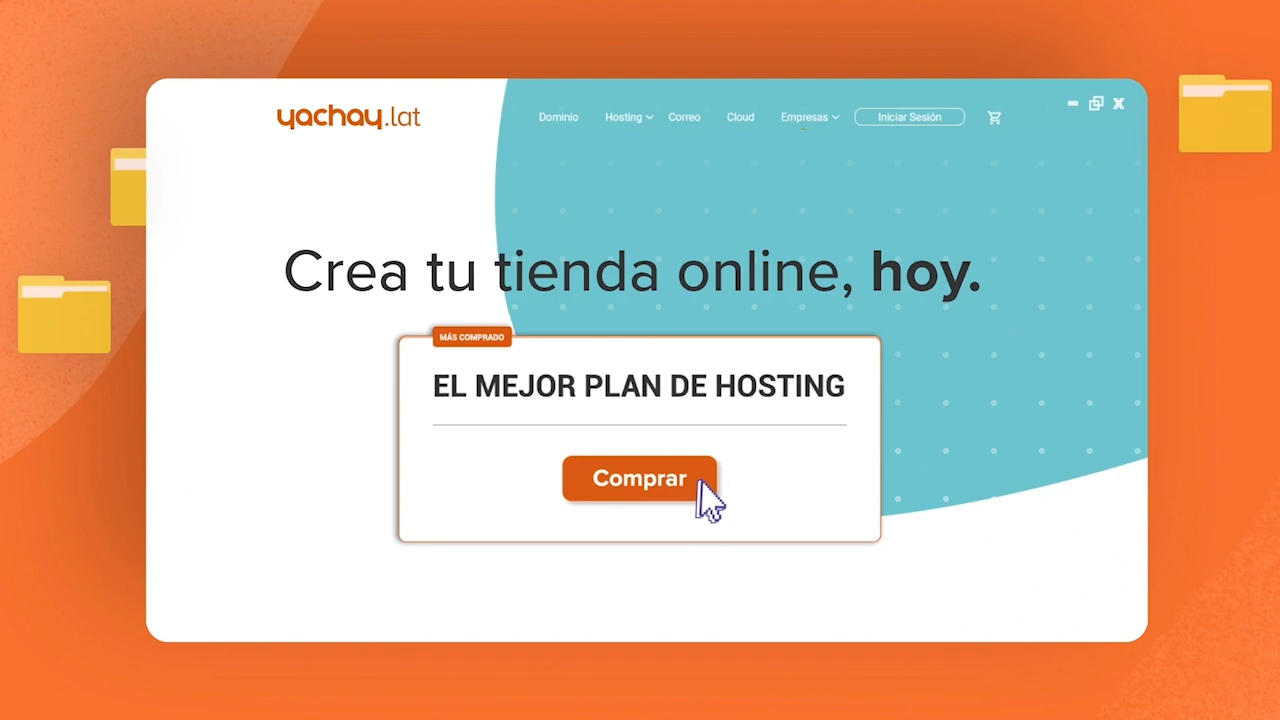 yachay.lat
Dominio Hosting Correo Cloud Empresas Iniciar Sesión
Crea tu tienda online, hoy.
MÁS COMPRADO
EL MEJOR PLAN DE HOSTING
Comprar